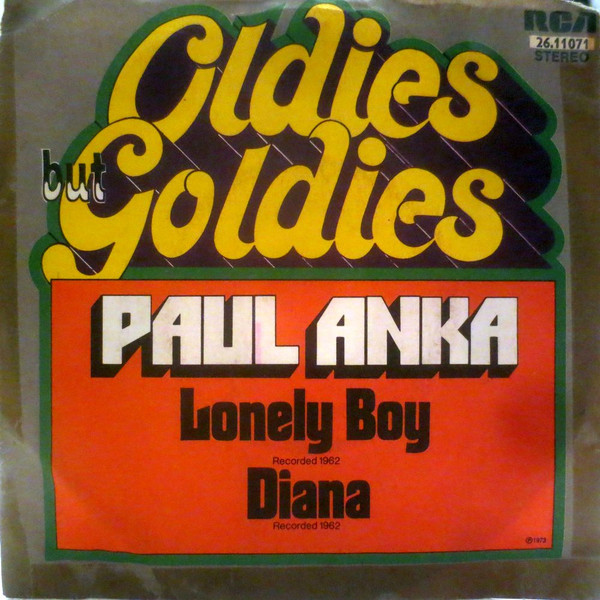 RCA
26.11071
STEREO
Oldies
but
Goldies
PAUL ANKA
Lonely Boy
Recorded 1962
Diana
Recorded 1962
℗ 1973